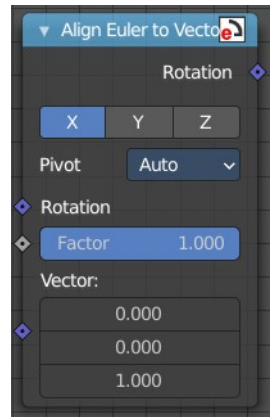 Align Euler to Vecto
e
Rotation
X Y Z
Pivot Auto
Rotation
Factor 1.000
Vector:
0.000
0.000
1.000